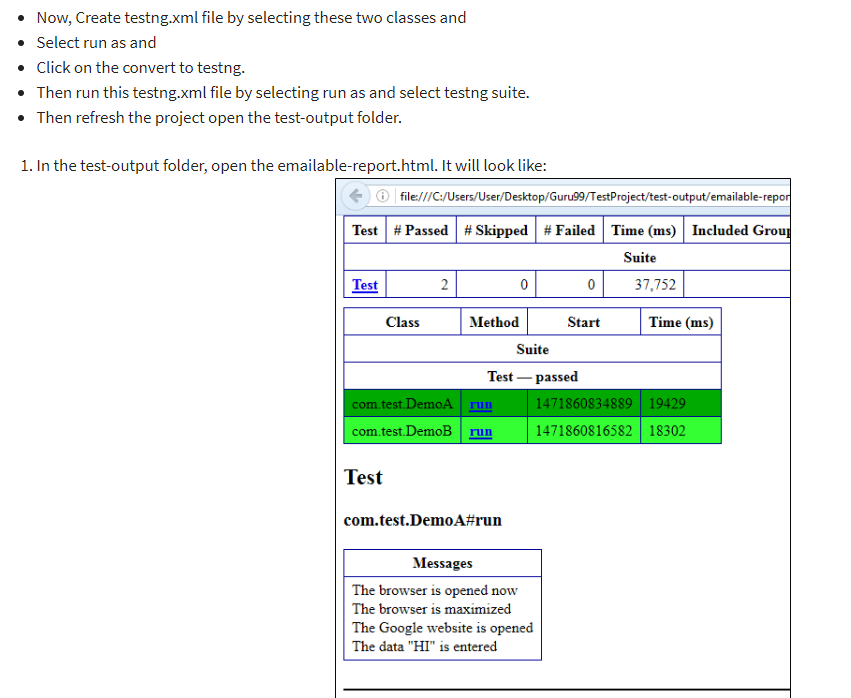 Now, Create testng.xml file by selecting these two classes and
Select run as and
Click on the convert to testng.
Then run this testng.xml file by selecting run as and select testng suite.
Then refresh the project open the test-output folder.
1. In the test-output folder, open the emailable-report.html. It will look like:
file:///C:/Users/User/Desktop/Guru99/TestProject/test-output/emailable-repor
Test # Passed # Skipped # Failed Time (ms) Included Group
Suite
Test 2 0 0 37,752
Class Method Start Time (ms)
Suite
Test — passed
com.test.DemoA run 1471860834889 19429
com.test.DemoB run 1471860816582 18302
Test
com.test.DemoA#run
Messages
The browser is opened now
The browser is maximized
The Google website is opened
The data "HI" is entered